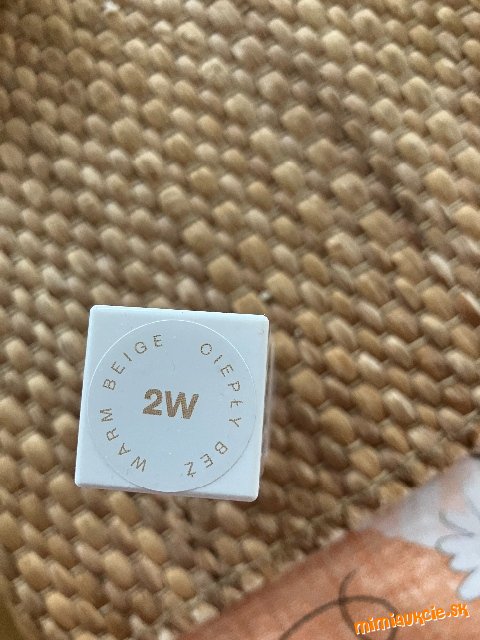 WARM BEIGE
CIEPŁY BEŻ
2W
mimiaukcie.sk